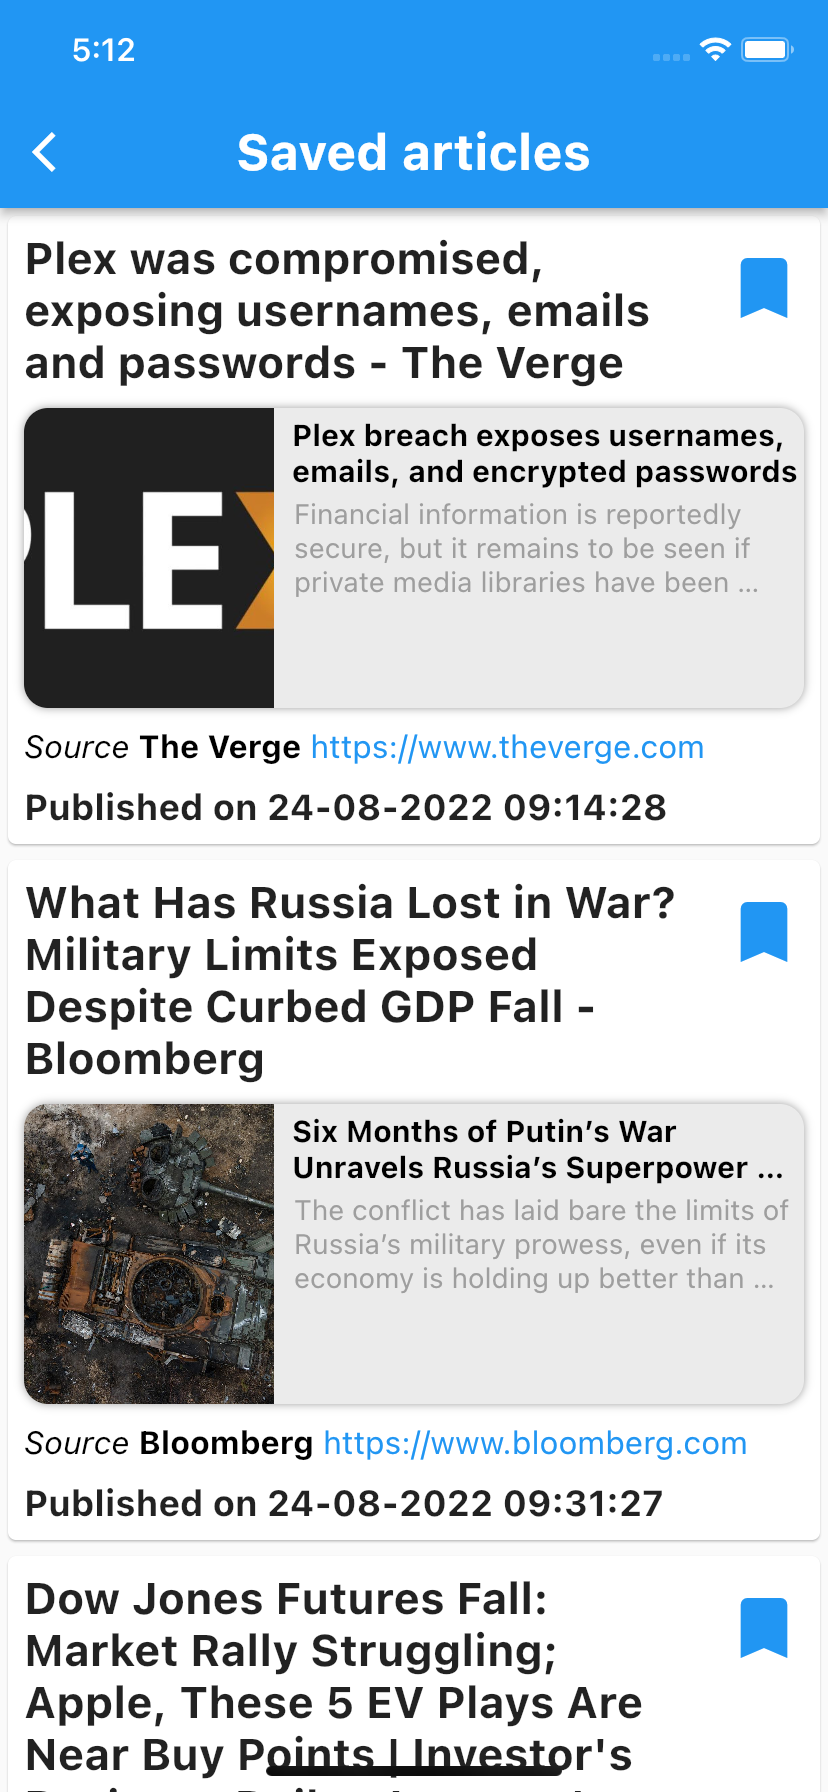 5:12
Saved articles
Plex was compromised,
exposing usernames, emails
and passwords - The Verge
PLEX
Plex breach exposes usernames,
emails, and encrypted passwords
Financial information is reportedly
secure, but it remains to be seen if
private media libraries have been ...
Source The Verge https://www.theverge.com
Published on 24-08-2022 09:14:28
What Has Russia Lost in War?
Military Limits Exposed
Despite Curbed GDP Fall -
Bloomberg
Six Months of Putin’s War
Unravels Russia’s Superpower ...
The conflict has laid bare the limits of
Russia’s military prowess, even if its
economy is holding up better than ...
Source Bloomberg https://www.bloomberg.com
Published on 24-08-2022 09:31:27
Dow Jones Futures Fall:
Market Rally Struggling;
Apple, These 5 EV Plays Are
Near Buy Points | Investor's